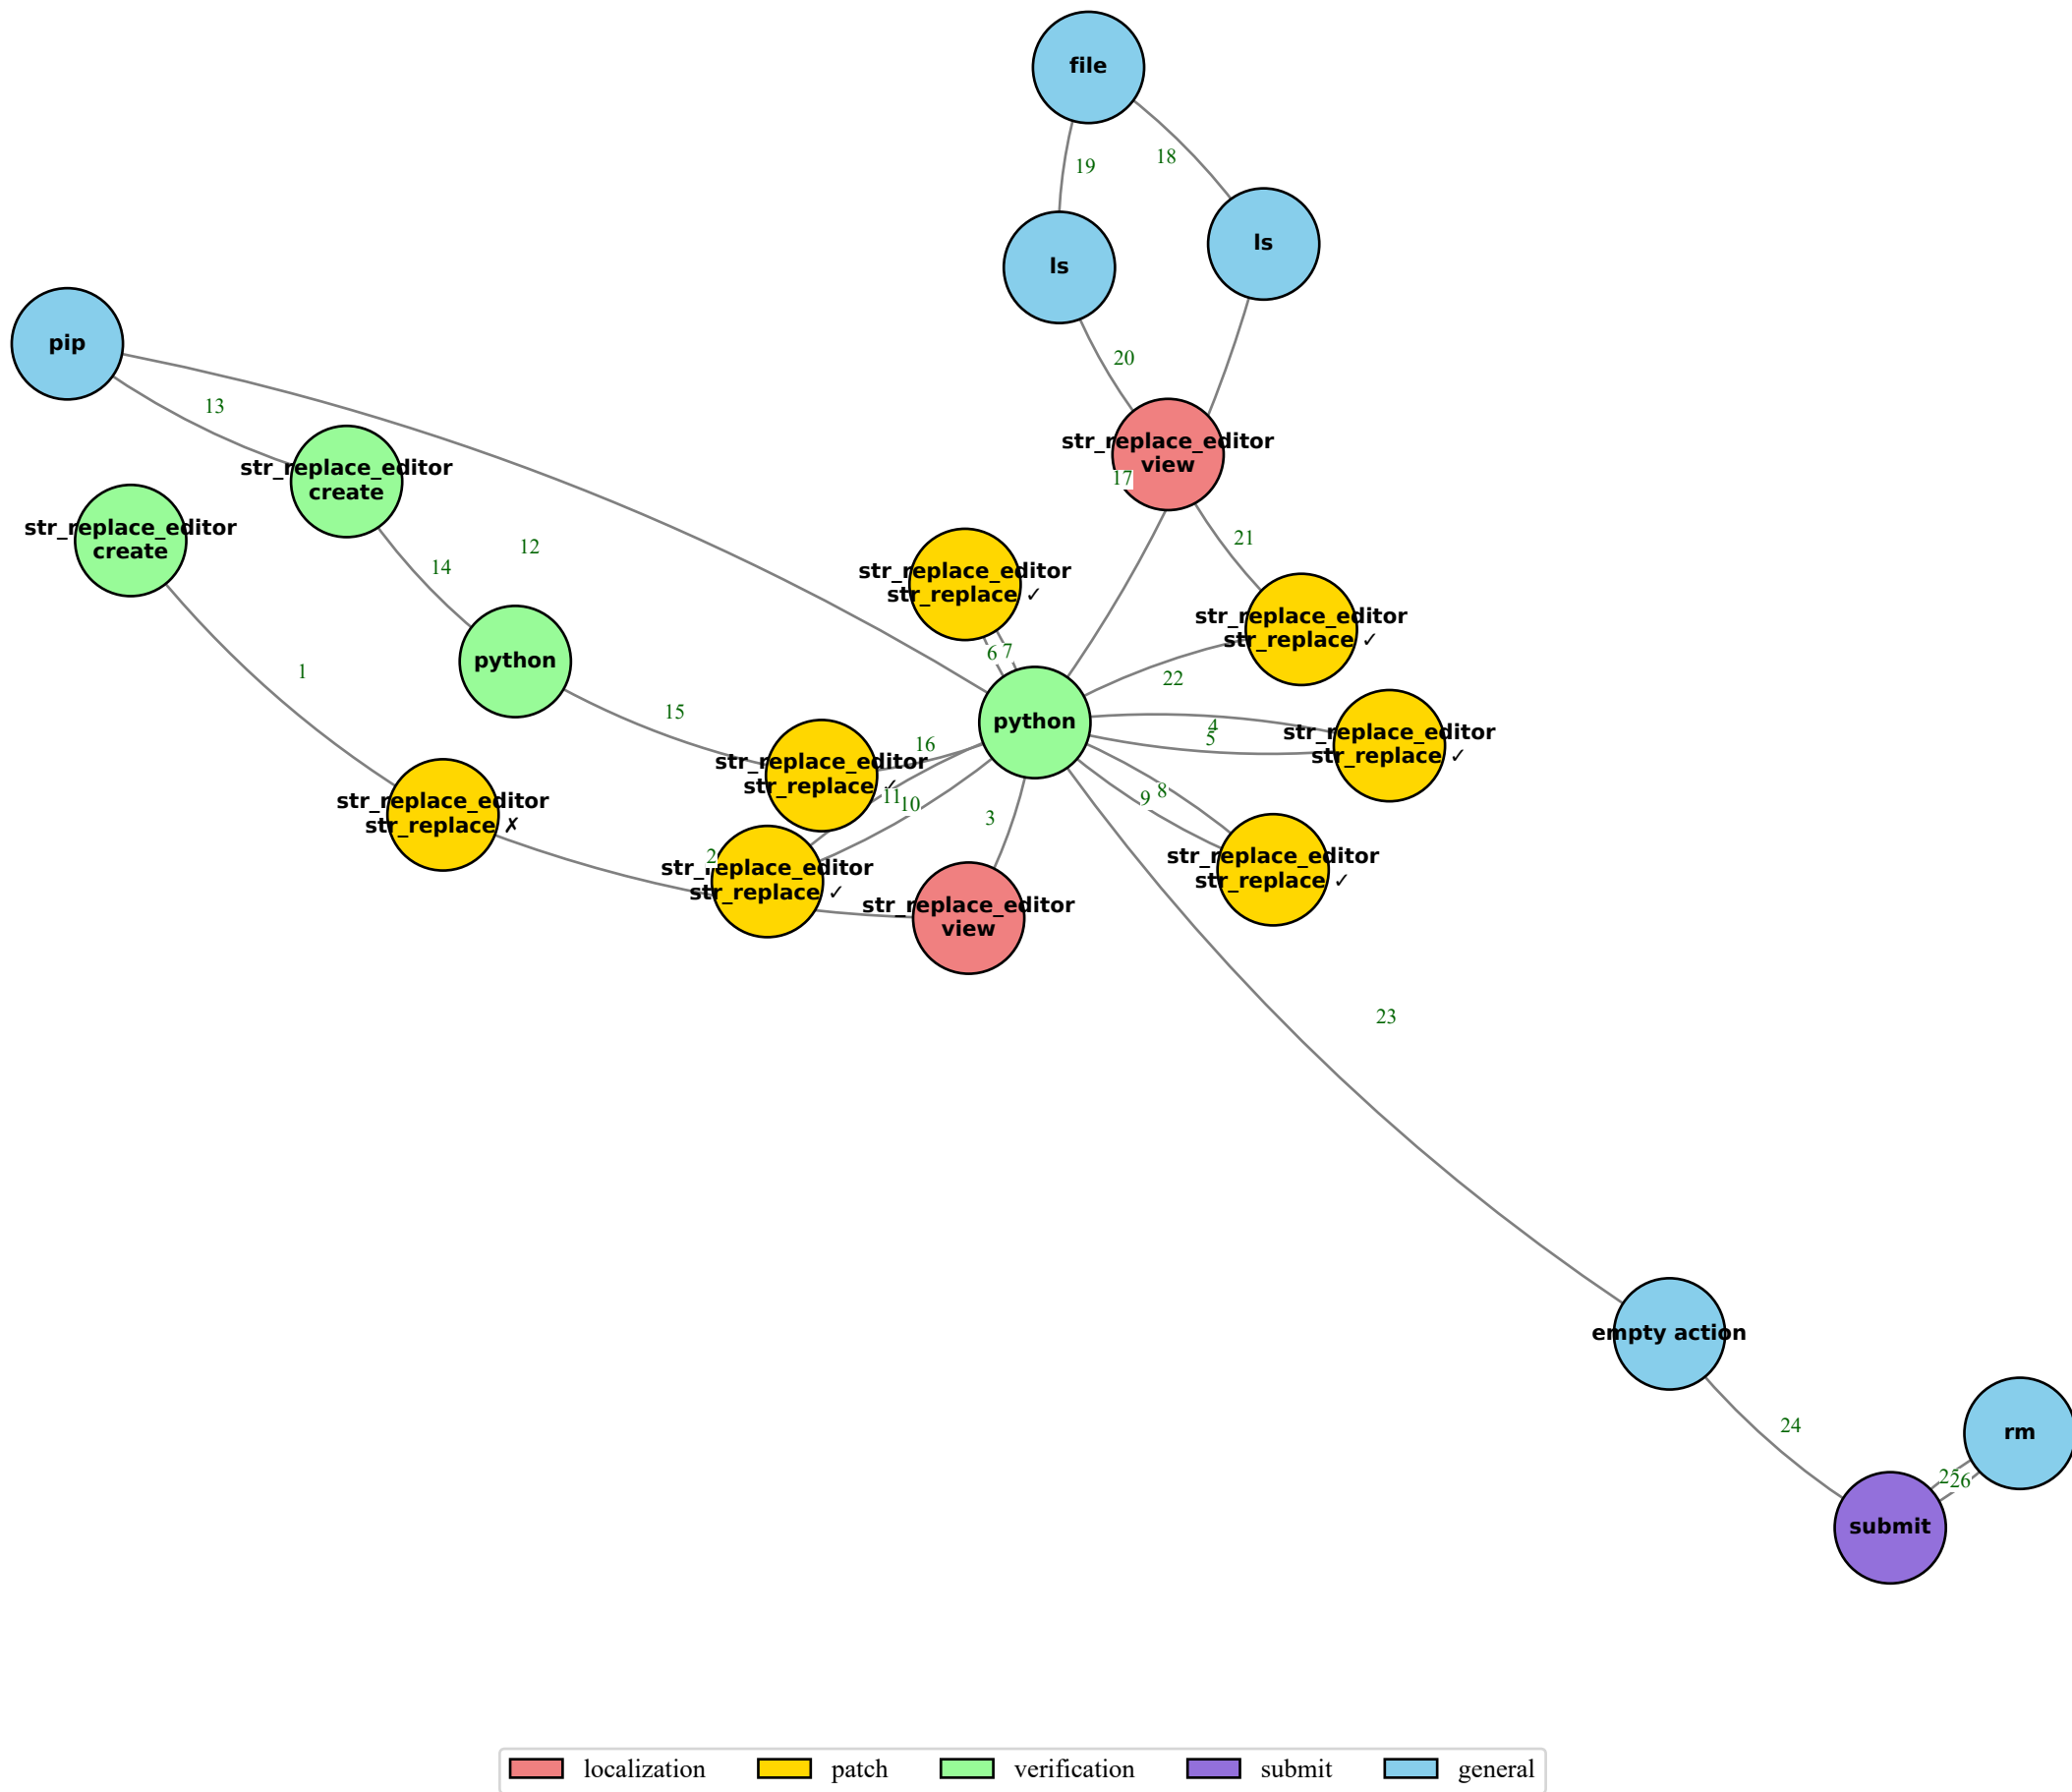 file
19
18
ls
ls
pip
20
13
str_replace_editor
view
str_replace_editor
create
17
str_replace_editor
create
21
12
14
str_replace_editor
str_replace ✓
str_replace_editor
str_replace ✓
6
7
python
1
22
15
python
4
5
str_replace_editor
str_replace ✓
16
str_replace_editor
str_replace ✓
11
10
9
8
3
str_replace_editor
str_replace ✗
2
str_replace_editor
str_replace ✓
str_replace_editor
str_replace ✓
str_replace_editor
view
23
empty action
24
rm
25
26
submit
localization
patch
verification
submit
general